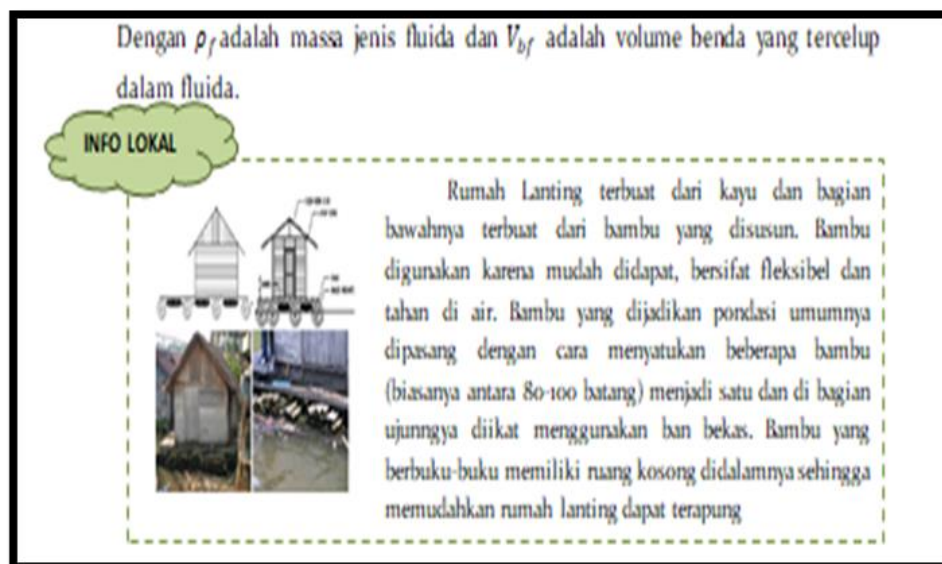 Dengan ρf adalah massa jenis fluida dan Vbf adalah volume benda yang tercelup
dalam fluida.
INFO LOKAL
Rumah Lanting terbuat dari kayu dan bagian
bawahnya terbuat dari bambu yang disusun. Bambu
digunakan karena mudah didapat, bersifat fleksibel dan
tahan di air. Bambu yang dijadikan pondasi umumnya
dipasang dengan cara menyatukan beberapa bambu
(biasanya antara 80-100 batang) menjadi satu dan di bagian
ujunngya diikat menggunakan ban bekas. Bambu yang
berbuku-buku memiliki ruang kosong didalamnya sehingga
memudahkan rumah lanting dapat terapung